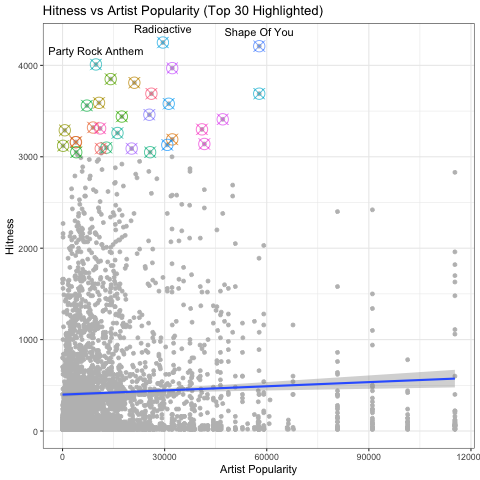 Hitness vs Artist Popularity (Top 30 Highlighted)
Radioactive
Shape Of You
Party Rock Anthem
4000
3000
2000
1000
0
Hitness
0
30000
60000
90000
12000
Artist Popularity